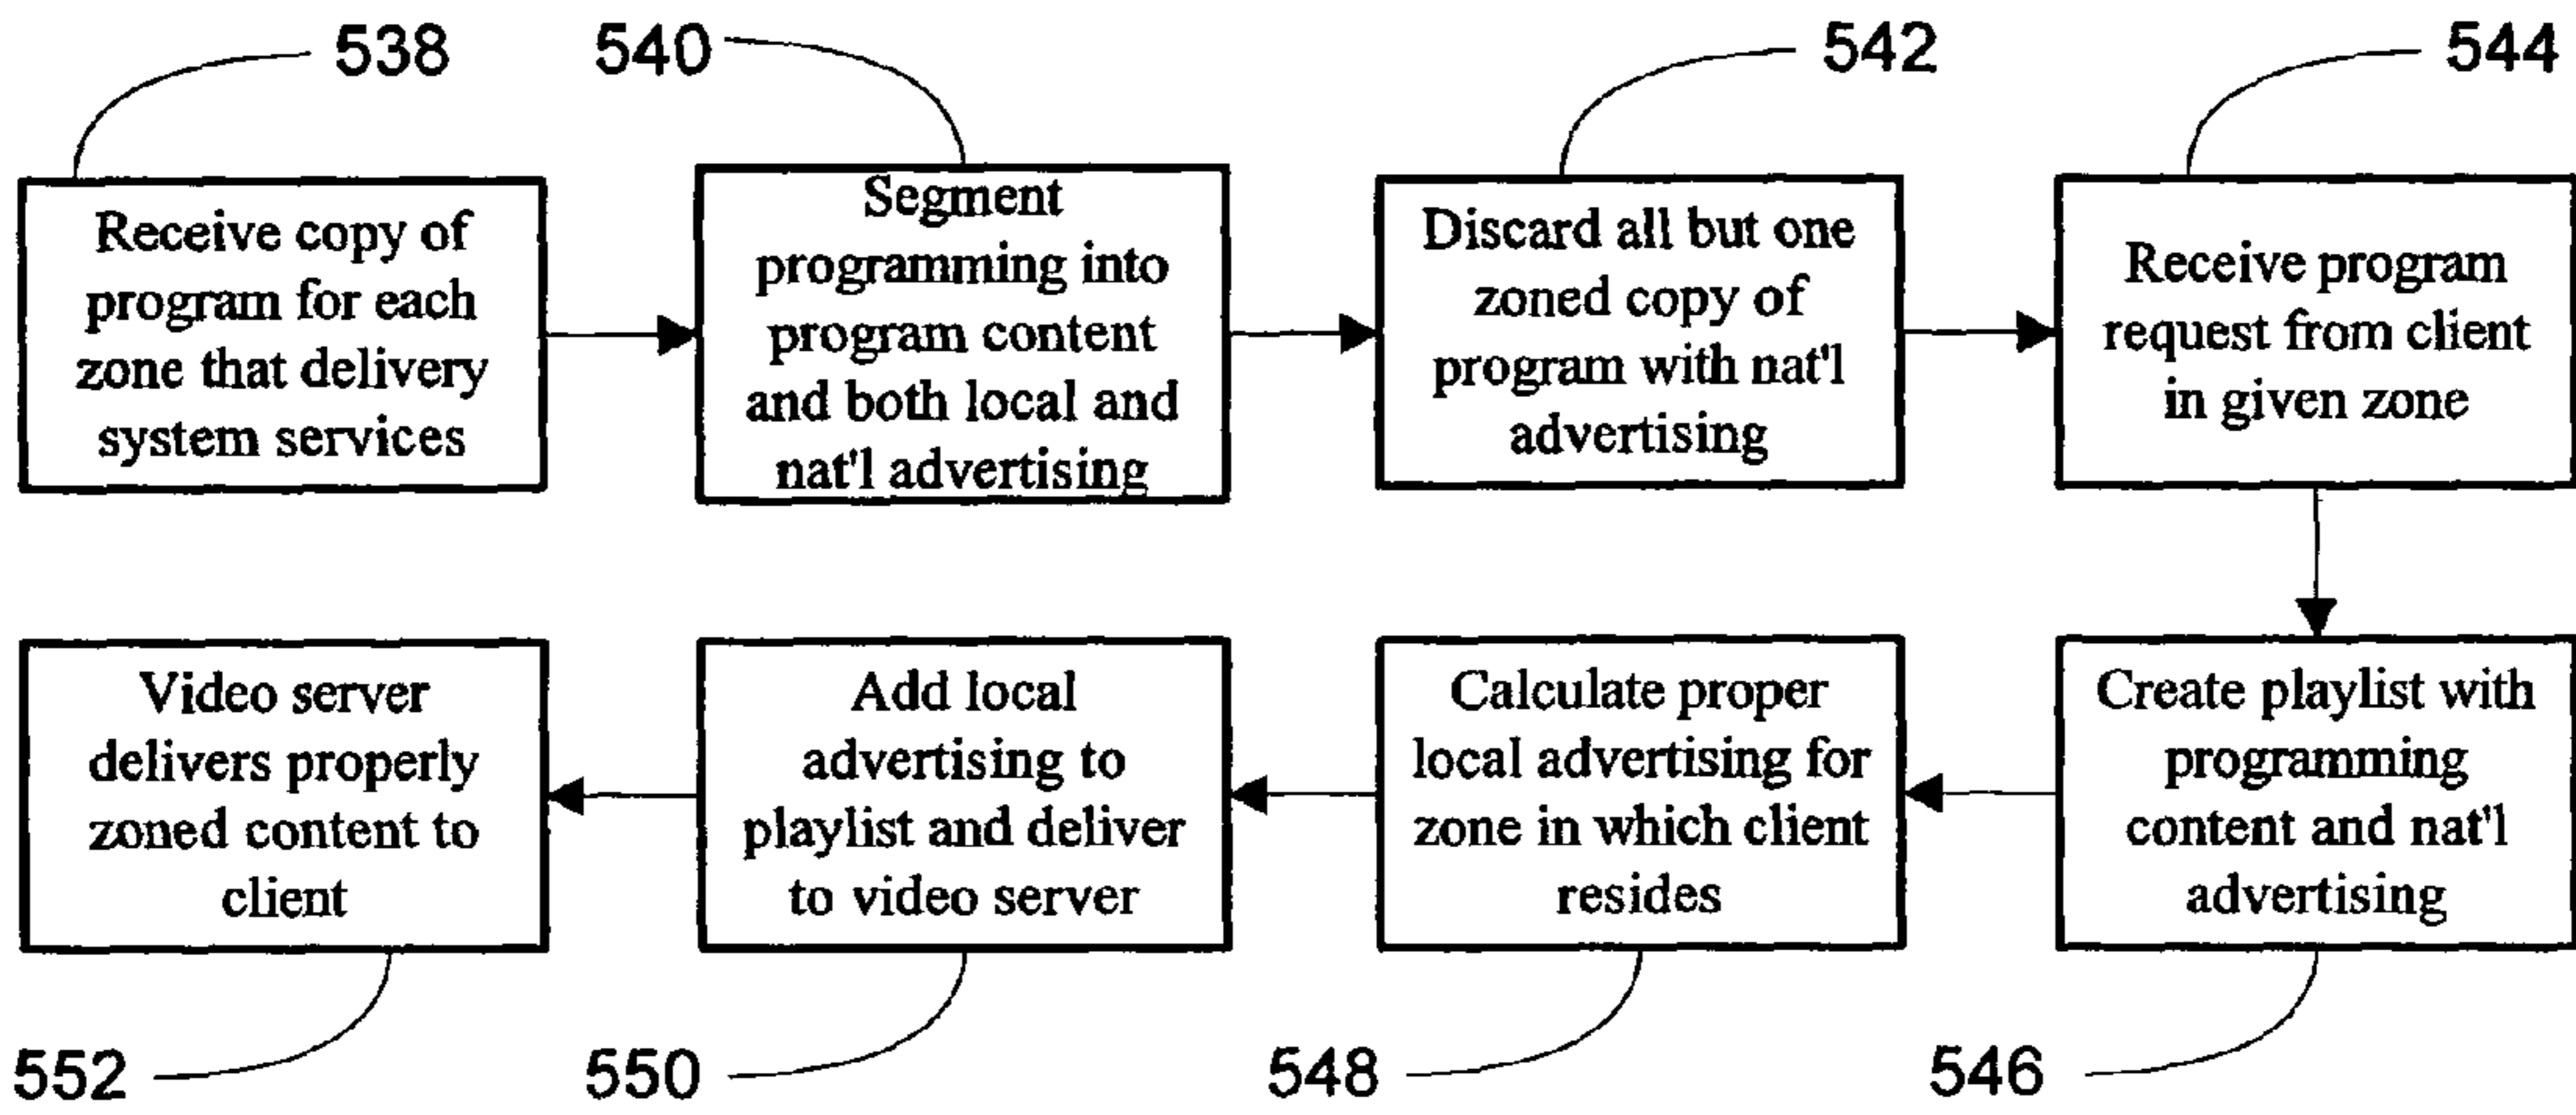 538
540
542
544
Receive copy of
program for each
zone that delivery
system services
Segment
programming into
program content
and both local and
nat'l advertising
Discard all but one
zoned copy of
program with nat'l
advertising
Receive program
request from client
in given zone
Video server
delivers properly
zoned content to
client
Add local
advertising to
playlist and deliver
to video server
Calculate proper
local advertising for
zone in which client
resides
Create playlist with
programming
content and nat'l
advertising
552
550
548
546